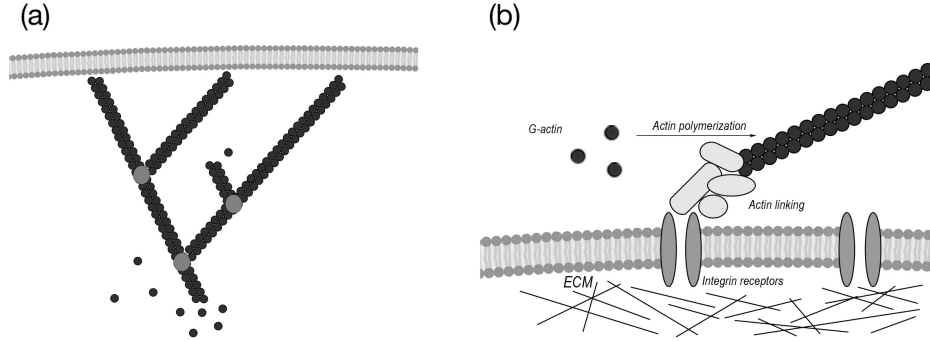 (a)
(b)
G-actin
Actin polymerization
Actin linking
Integrin receptors
ECM